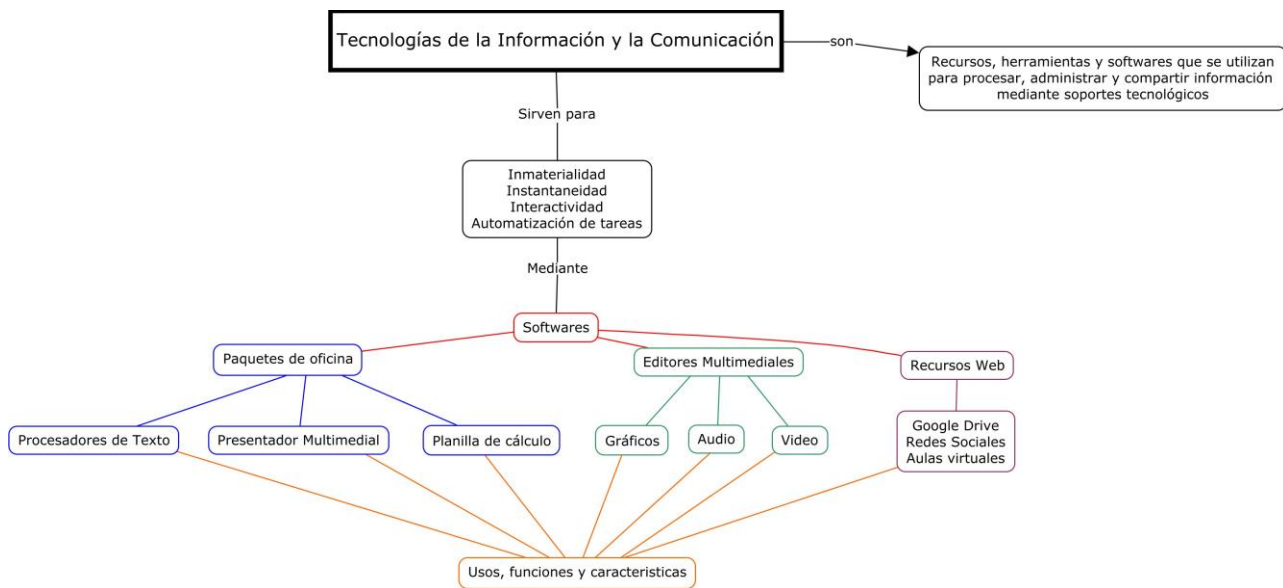 Tecnologías de la Información y la Comunicación
son
Recursos, herramientas y softwares que se utilizan
para procesar, administrar y compartir información
mediante soportes tecnológicos
Sirven para
Inmaterialidad
Instantaneidad
Interactividad
Automatización de tareas
Mediante
Softwares
Paquetes de oficina
Editores Multimediales
Recursos Web
Procesadores de Texto
Presentador Multimedial
Planilla de cálculo
Gráficos
Audio
Video
Google Drive
Redes Sociales
Aulas virtuales
Usos, funciones y caracteristicas